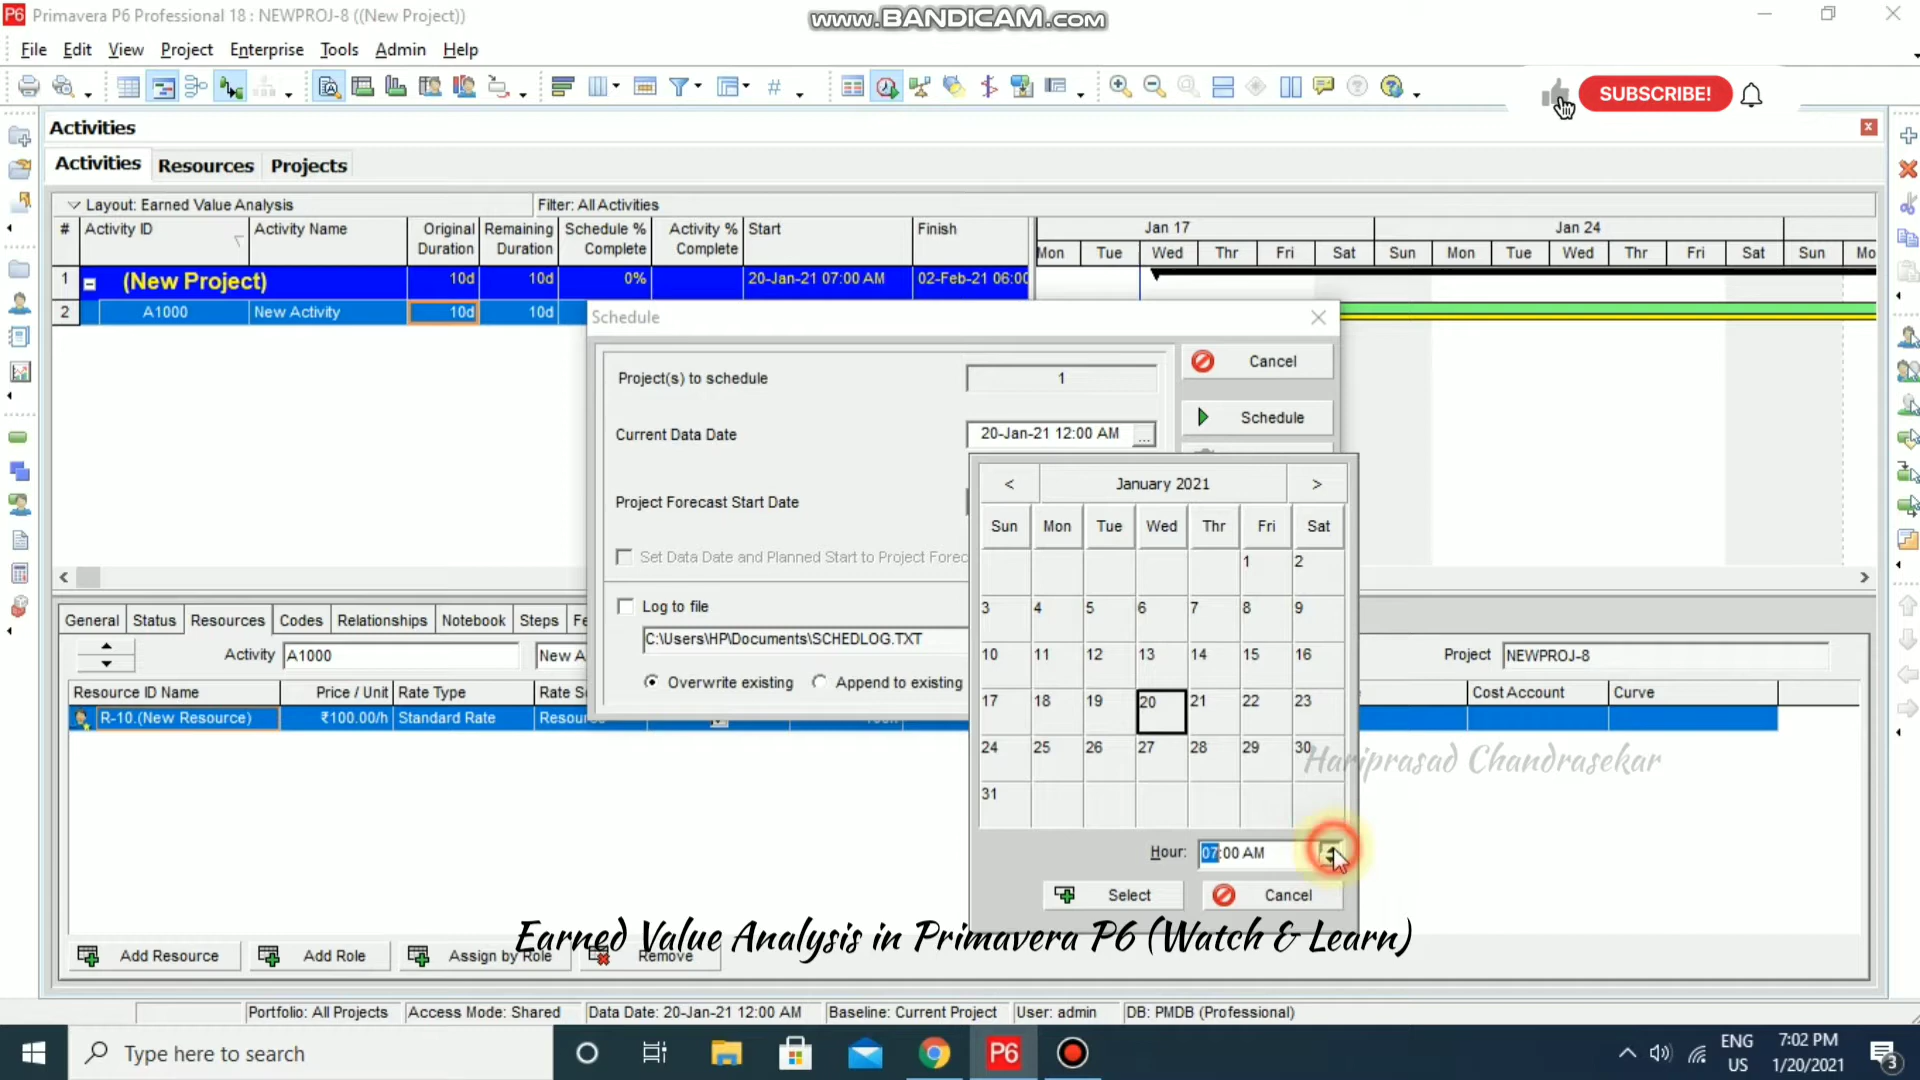 Primavera P6 Professional 18 : NEWPROJ-8 ((New Project))
www.BANDICAM.com
File Edit View Project Enterprise Tools Admin Help
SUBSCRIBE!
Activities
Activities Resources Projects
Layout: Earned Value Analysis Filter: All Activities
# Activity ID Activity Name Original Duration Remaining Duration Schedule % Complete Activity % Complete Start Finish
Jan 17 Jan 24
Mon Tue Wed Thr Fri Sat Sun Mon Tue Wed Thr Fri Sat Sun Mo
1 (New Project) 10d 10d 0% 20-Jan-21 07:00 AM 02-Feb-21 06:00
2 A1000 New Activity 10d 10d
Schedule
Project(s) to schedule 1
Cancel
Current Data Date 20-Jan-21 12:00 AM ...
Schedule
Project Forecast Start Date
Set Data Date and Planned Start to Project Forec
Log to file
C:\Users\HP\Documents\SCHEDLOG.TXT
Overwrite existing Append to existing
< January 2021 >
Sun Mon Tue Wed Thr Fri Sat
1 2
3 4 5 6 7 8 9
10 11 12 13 14 15 16
17 18 19 20 21 22 23
24 25 26 27 28 29 30
31
Hour: 07:00 AM
Select Cancel
General Status Resources Codes Relationships Notebook Steps Fe
Activity A1000 New A Project NEWPROJ-8
Resource ID Name Price / Unit Rate Type Rate S Cost Account Curve
R-10.(New Resource) ₹100.00/h Standard Rate Resour
Hariprasad Chandrasekar
Earned Value Analysis in Primavera P6 (Watch & Learn)
Add Resource Add Role Assign by Role Remove
Portfolio: All Projects Access Mode: Shared Data Date: 20-Jan-21 12:00 AM Baseline: Current Project User: admin DB: PMDB (Professional)
Type here to search
P6
ENG
US
7:02 PM
1/20/2021
3